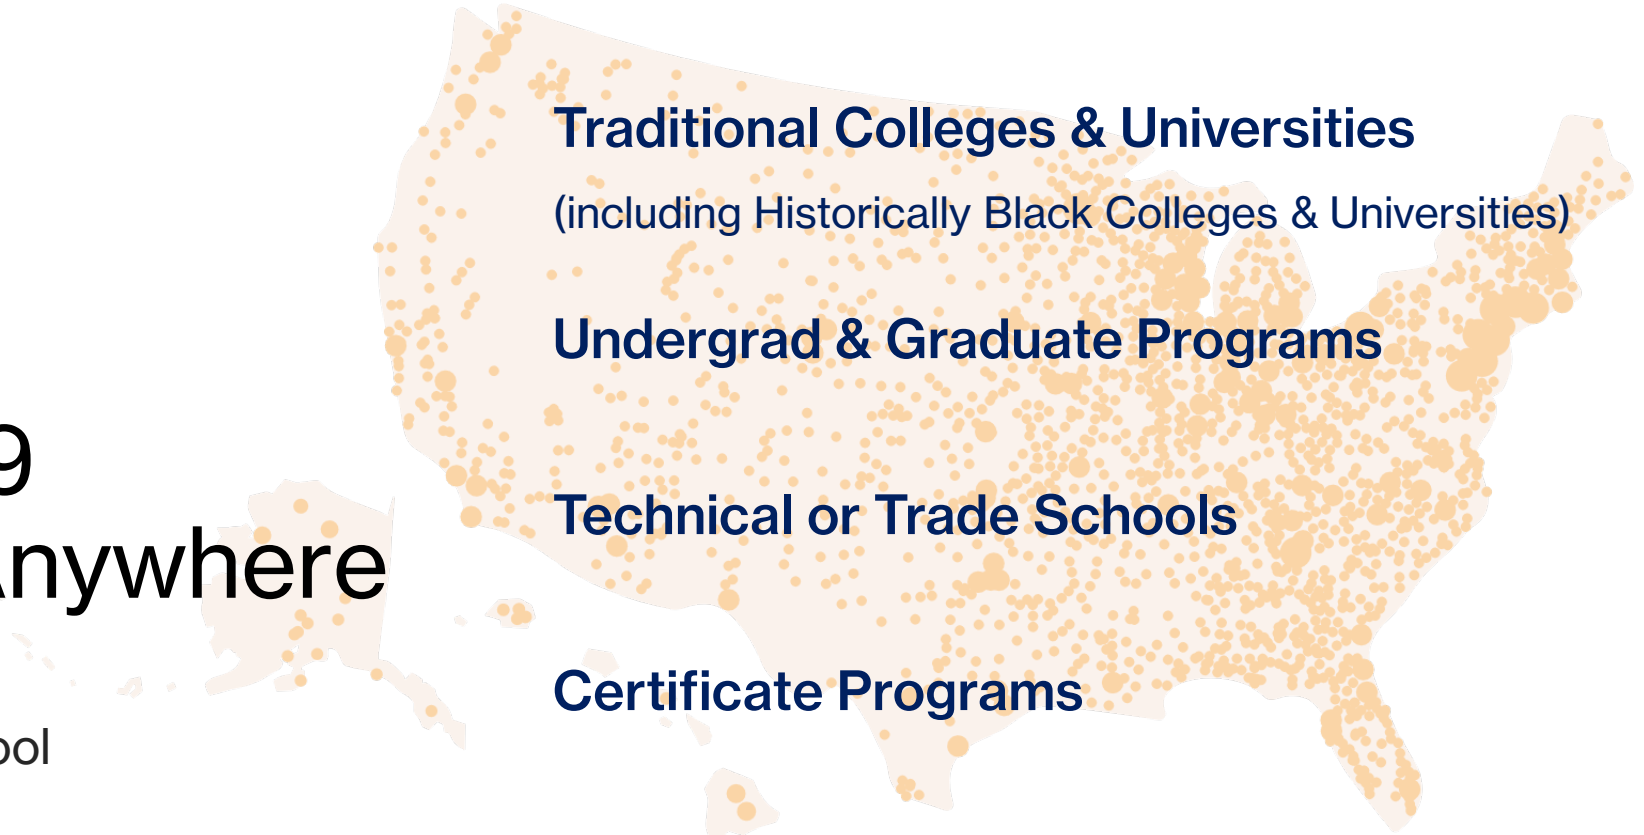 Traditional Colleges & Universities
(including Historically Black Colleges & Universities)
Undergrad & Graduate Programs
9
nywhere
Technical or Trade Schools
Certificate Programs
ool